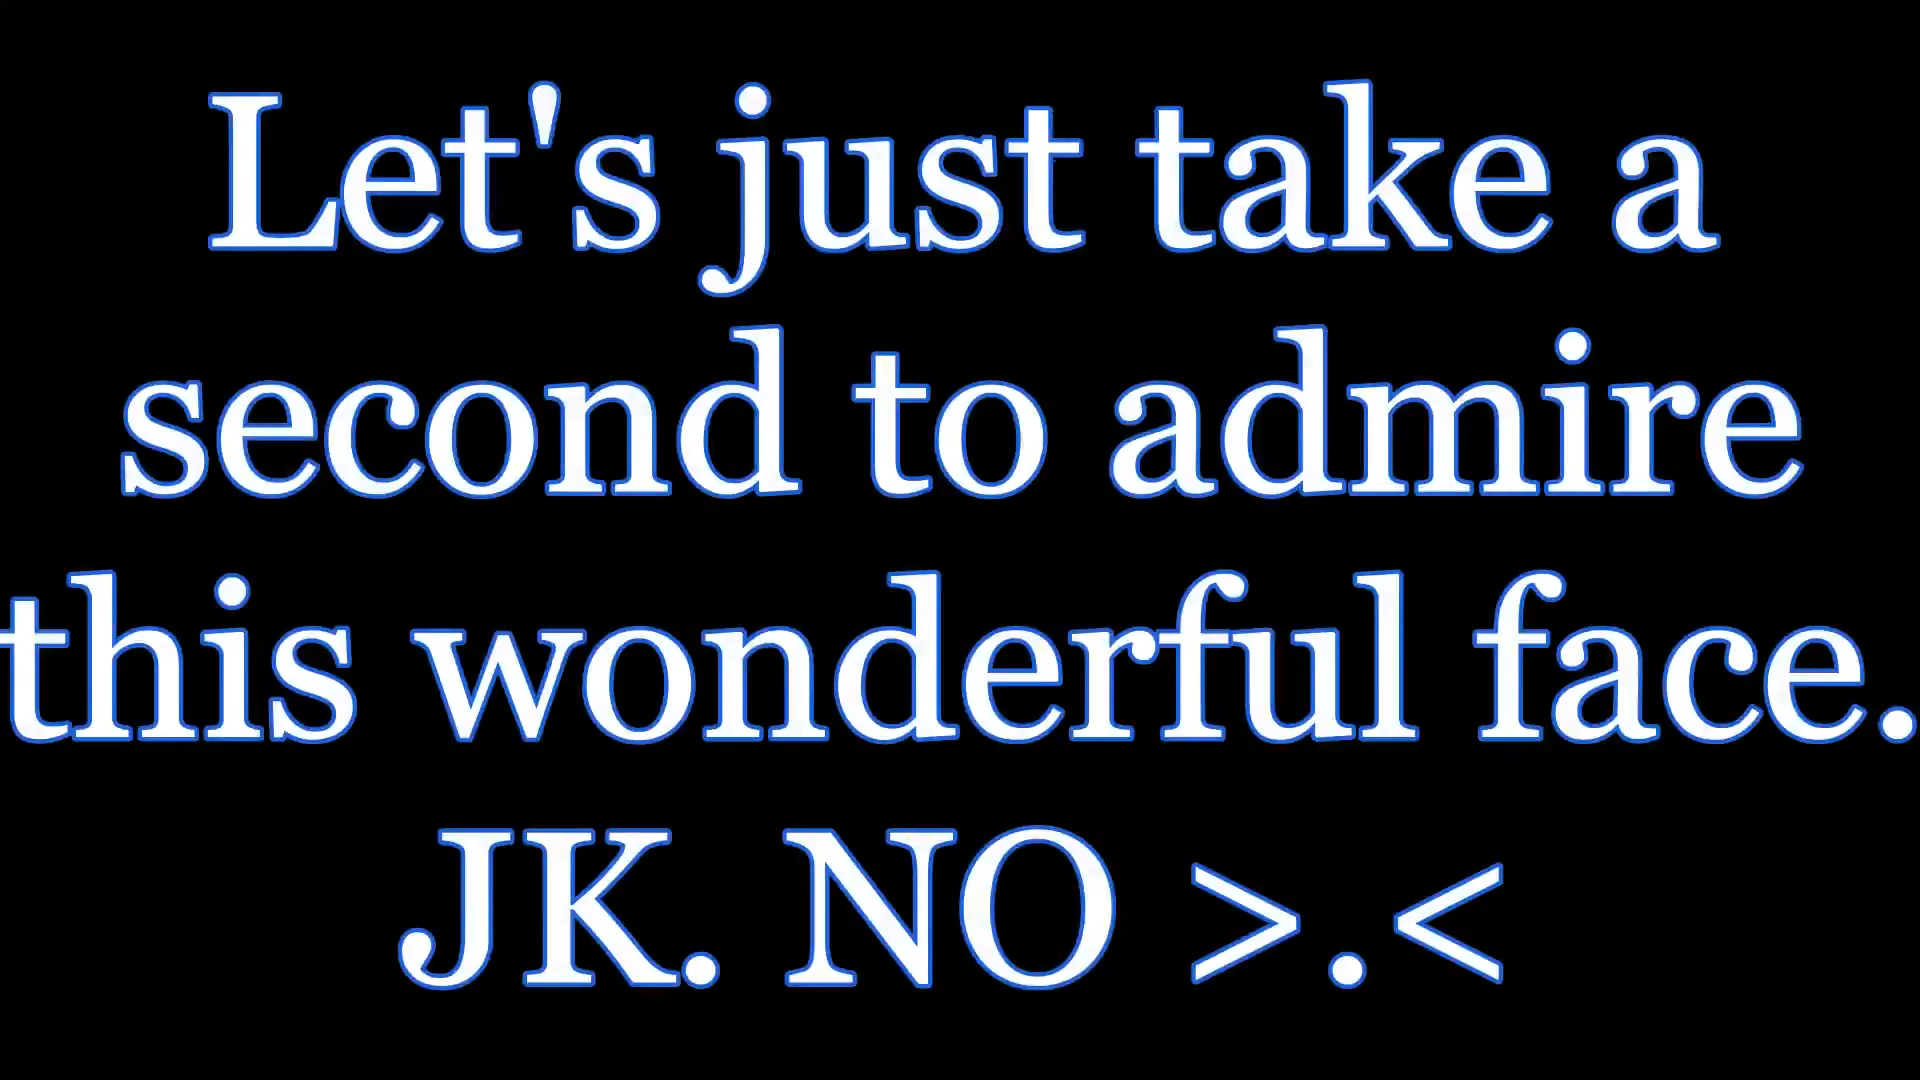 Let's just take a
second to admire
this wonderful face.
JK. NO >.<